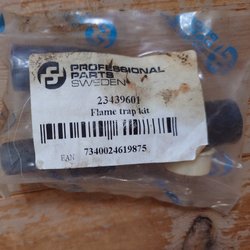 PROFESSIONAL
PARTS
SWEDEN
23439601
Flame trap kit
EAN
7340024619875